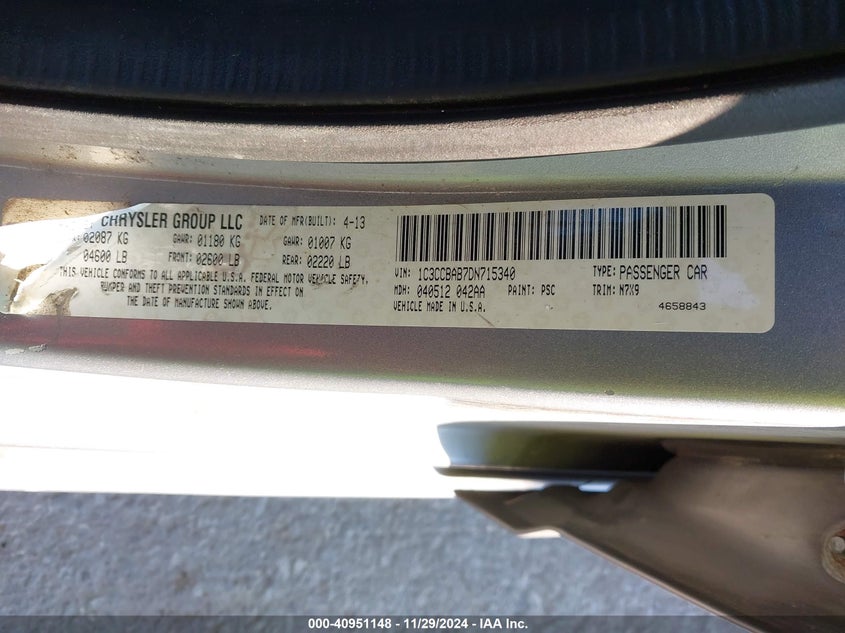 CHRYSLER GROUP LLC DATE OF MFR(BUILT): 4-13
02087 KG GAWR: 01180 KG GAWR: 01007 KG
04600 LB FRONT: 02600 LB REAR: 02220 LB
THIS VEHICLE CONFORMS TO APPLICABLE U.S.A. FEDERAL MOTOR VEHICLE SAFETY,
BUMPER AND THEFT PREVENTION STANDARDS IN EFFECT ON
THE DATE OF MANUFACTURE SHOWN ABOVE.
VIN: 1C3CCBAB7DN715340 TYPE: PASSENGER CAR
MDH: 040512 042AA PAINT: PSC TRIM: N7X9
VEHICLE MADE IN U.S.A. 4658843
000-40951148 - 11/29/2024 - IAA Inc.